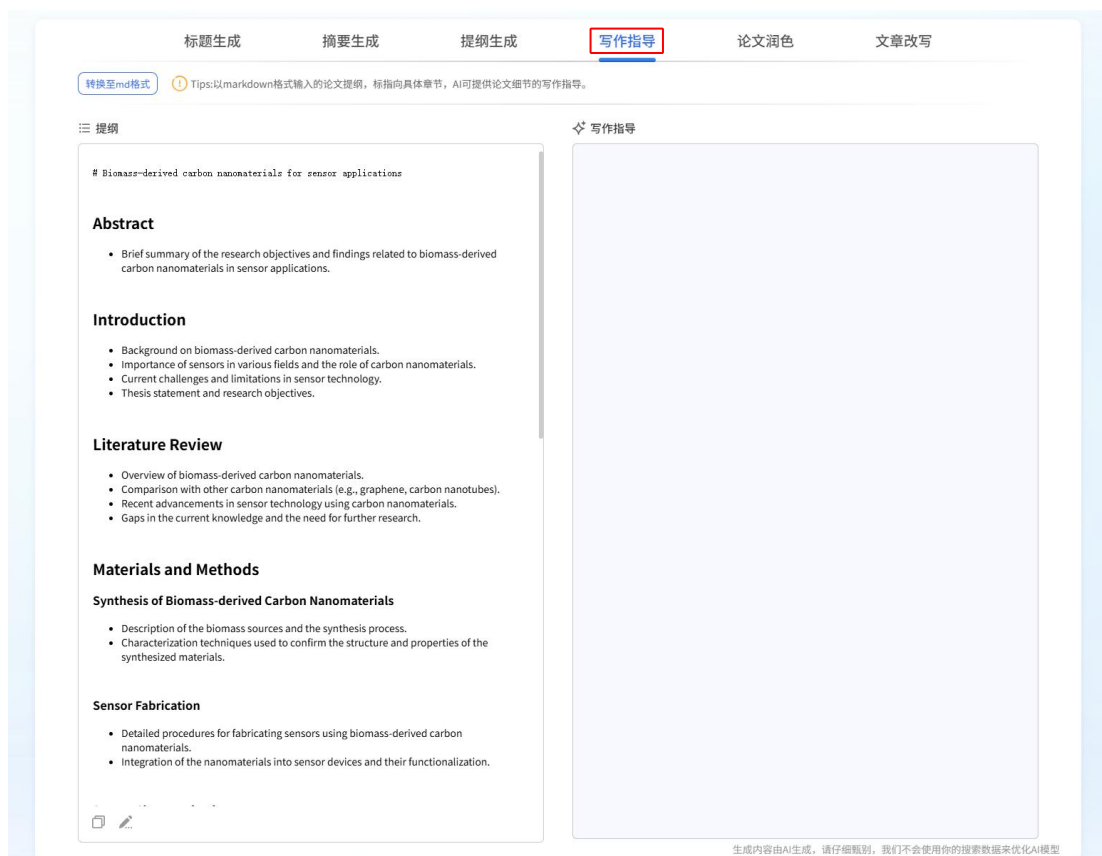 标题生成 摘要生成 提纲生成 写作指导 论文润色 文章改写
转换至md格式 Tips:以markdown格式输入的论文提纲，标指向具体章节，AI可提供论文细节的写作指导。
提纲
# Biomass-derived carbon nanomaterials for sensor applications
Abstract
• Brief summary of the research objectives and findings related to biomass-derived
carbon nanomaterials in sensor applications.
Introduction
• Background on biomass-derived carbon nanomaterials.
• Importance of sensors in various fields and the role of carbon nanomaterials.
• Current challenges and limitations in sensor technology.
• Thesis statement and research objectives.
Literature Review
• Overview of biomass-derived carbon nanomaterials.
• Comparison with other carbon nanomaterials (e.g., graphene, carbon nanotubes).
• Recent advancements in sensor technology using carbon nanomaterials.
• Gaps in the current knowledge and the need for further research.
Materials and Methods
Synthesis of Biomass-derived Carbon Nanomaterials
• Description of the biomass sources and the synthesis process.
• Characterization techniques used to confirm the structure and properties of the
synthesized materials.
Sensor Fabrication
• Detailed procedures for fabricating sensors using biomass-derived carbon
nanomaterials.
• Integration of the nanomaterials into sensor devices and their functionalization.
写作指导
生成内容由AI生成，请仔细甄别，我们不会使用你的搜索数据来优化AI模型